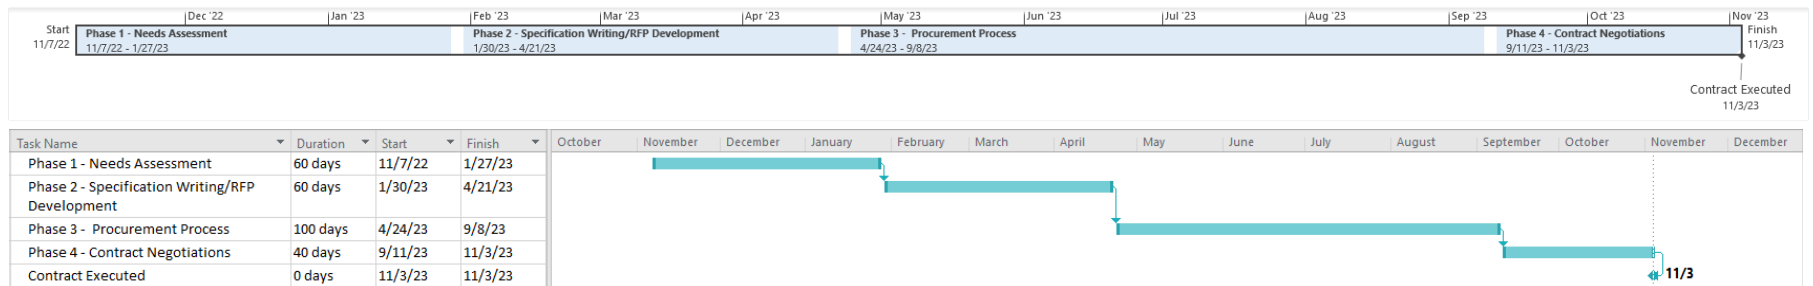 Dec '22 Jan '23 Feb '23 Mar '23 Apr '23 May '23 Jun '23 Jul '23 Aug '23 Sep '23 Oct '23 Nov '23
Start
11/7/22
Phase 1 - Needs Assessment
11/7/22 - 1/27/23
Phase 2 - Specification Writing/RFP Development
1/30/23 - 4/21/23
Phase 3 - Procurement Process
4/24/23 - 9/8/23
Phase 4 - Contract Negotiations
9/11/23 - 11/3/23
Finish
11/3/23
Contract Executed
11/3/23
Task Name Duration Start Finish October November December January February March April May June July August September October November December
Phase 1 - Needs Assessment 60 days 11/7/22 1/27/23
Phase 2 - Specification Writing/RFP 60 days 1/30/23 4/21/23
Development
Phase 3 - Procurement Process 100 days 4/24/23 9/8/23
Phase 4 - Contract Negotiations 40 days 9/11/23 11/3/23
Contract Executed 0 days 11/3/23 11/3/23 11/3